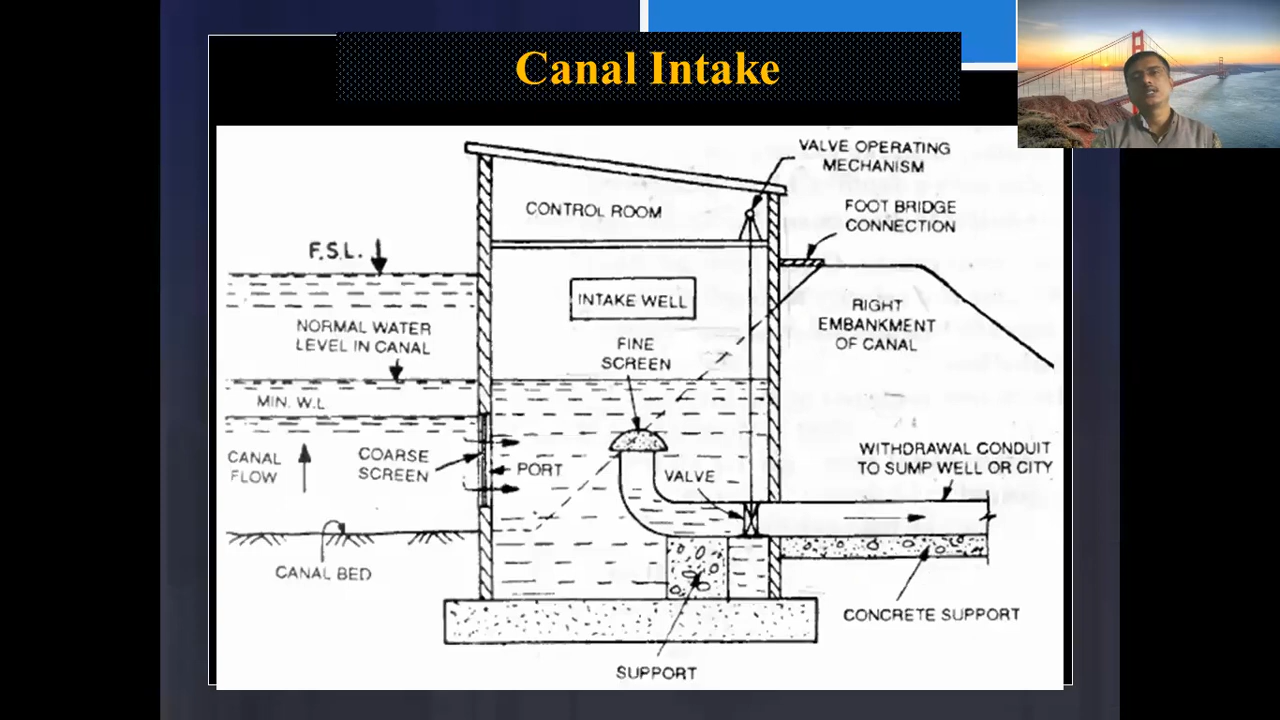 Canal Intake
VALVE OPERATING
MECHANISM
CONTROL ROOM
FOOT BRIDGE
CONNECTION
F.S.L.
INTAKE WELL
RIGHT
EMBANKMENT
OF CANAL
NORMAL WATER
LEVEL IN CANAL
FINE
SCREEN
MIN. W.L
CANAL
FLOW
COARSE
SCREEN
PORT
VALVE
WITHDRAWAL CONDUIT
TO SUMP WELL OR CITY
CANAL BED
CONCRETE SUPPORT
SUPPORT